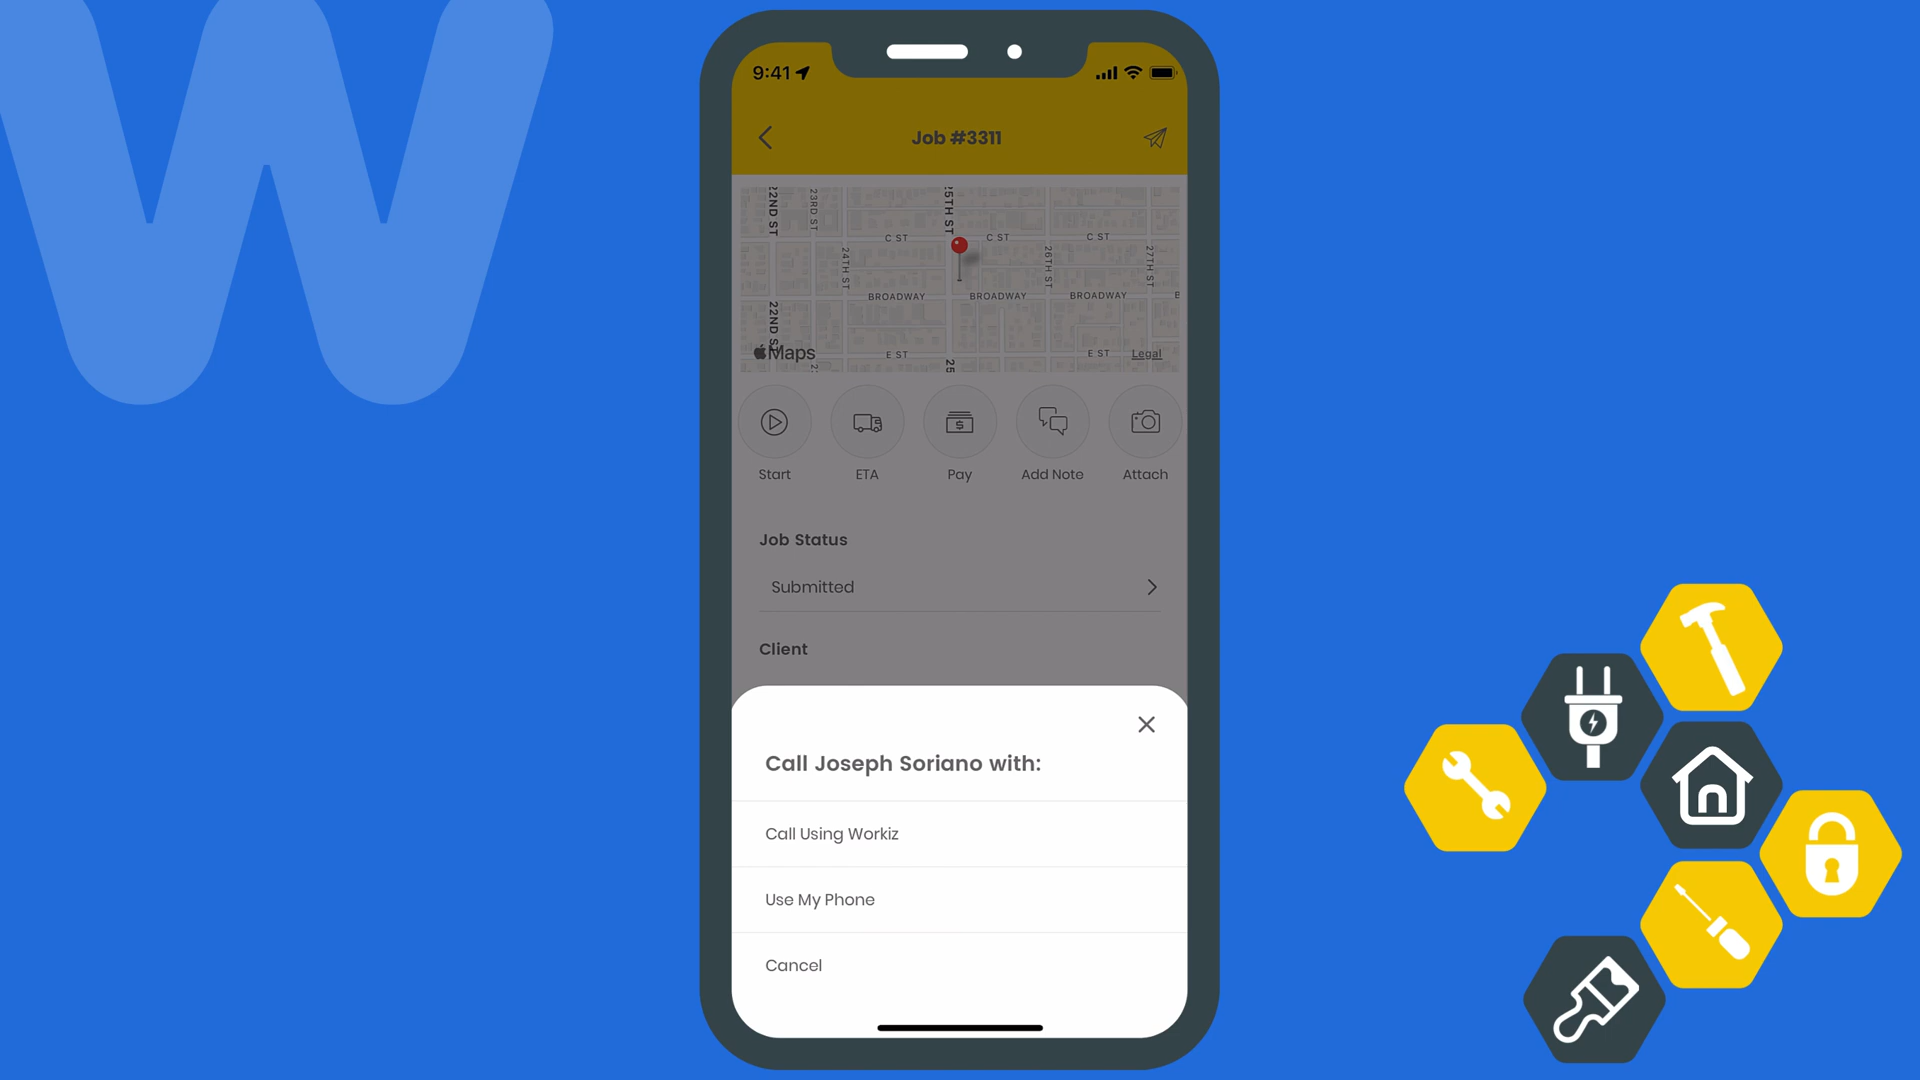 W
9:41
Job #3311
22ND ST
23RD ST
25TH ST
C ST
C ST
C ST
24TH ST
26TH ST
27TH ST
BROADWAY
BROADWAY
BROADWAY
22ND ST
Maps
E ST
E ST
Legal
25
Start
ETA
Pay
Add Note
Attach
Job Status
Submitted
Client
Call Joseph Soriano with:
Call Using Workiz
Use My Phone
Cancel